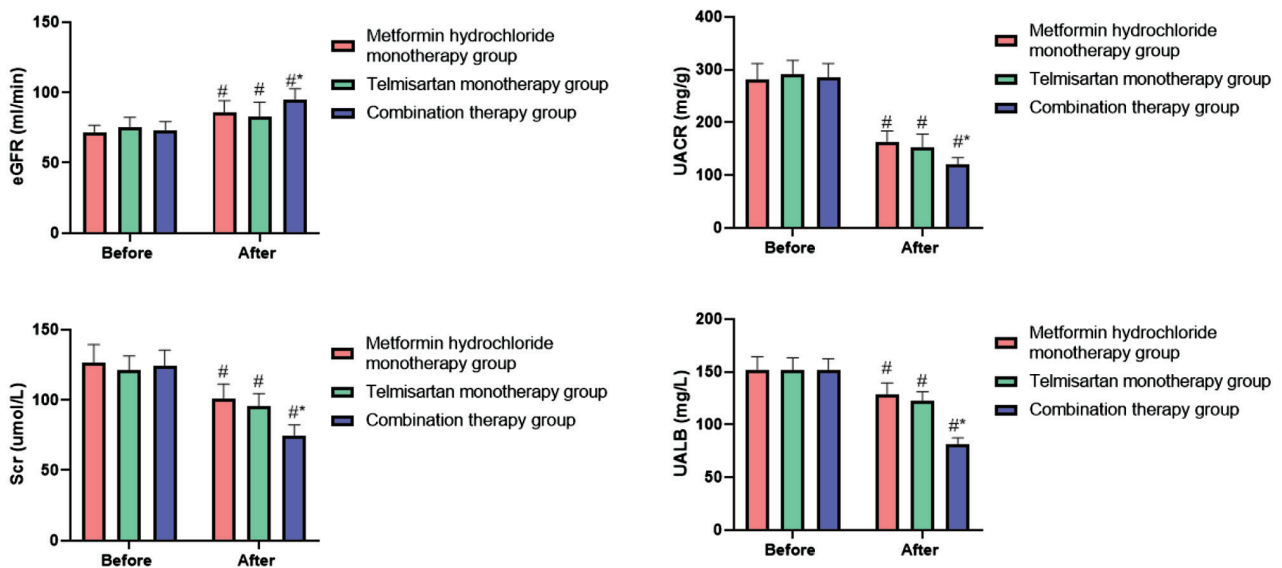 eGFR (ml/min)
150
100
50
0
# # #*
Before After
Metformin hydrochloride
monotherapy group
Telmisartan monotherapy group
Combination therapy group
UACR (mg/g)
400
300
200
100
0
# # #*
Before After
Metformin hydrochloride
monotherapy group
Telmisartan monotherapy group
Combination therapy group
Scr (umol/L)
150
100
50
0
# # #*
Before After
Metformin hydrochloride
monotherapy group
Telmisartan monotherapy group
Combination therapy group
UALB (mg/L)
200
150
100
50
0
# # #*
Before After
Metformin hydrochloride
monotherapy group
Telmisartan monotherapy group
Combination therapy group